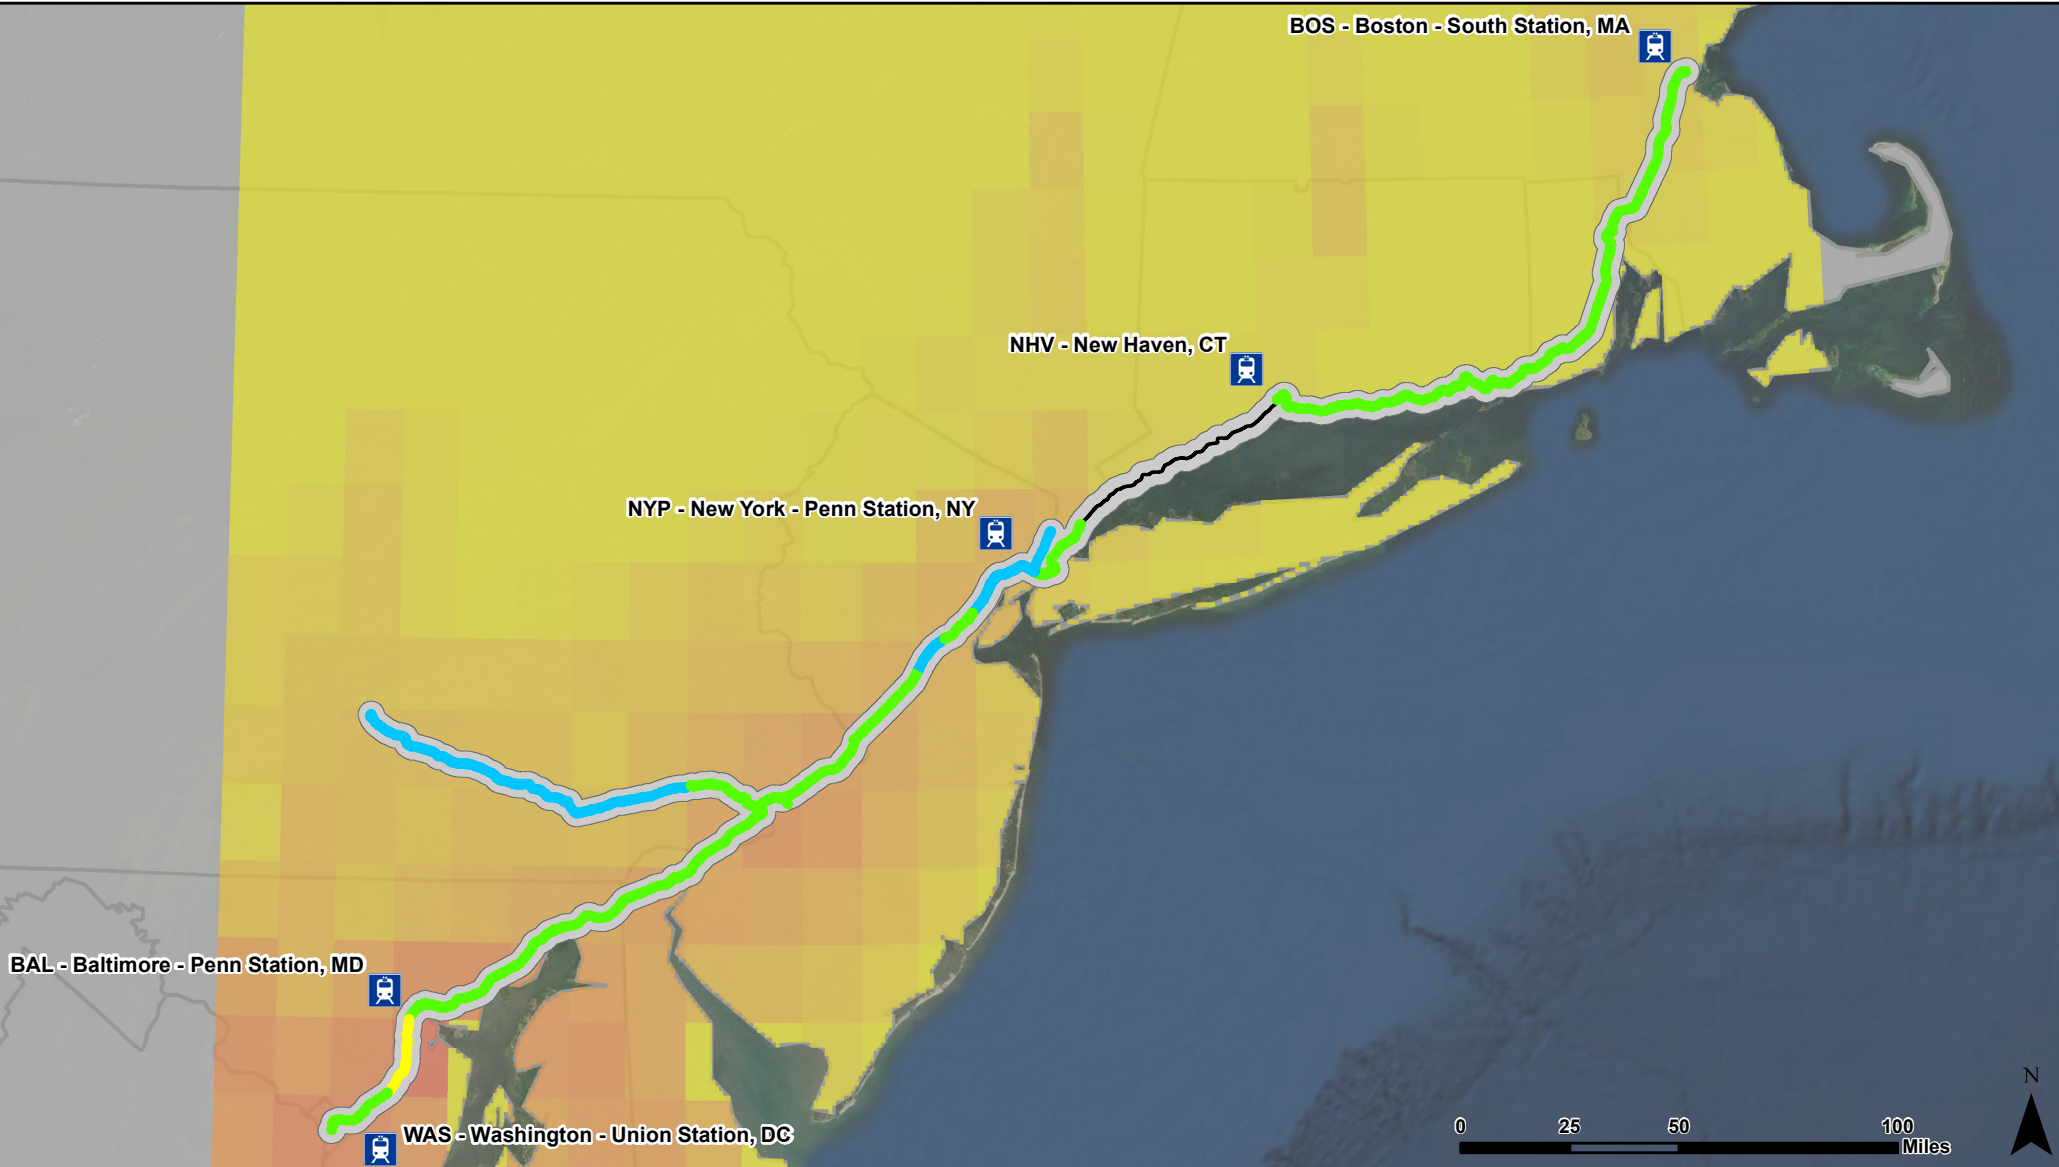 BOS - Boston - South Station, MA
NHV - New Haven, CT
NYP - New York - Penn Station, NY
BAL - Baltimore - Penn Station, MD
WAS - Washington - Union Station, DC
0 25 50 100
Miles
N